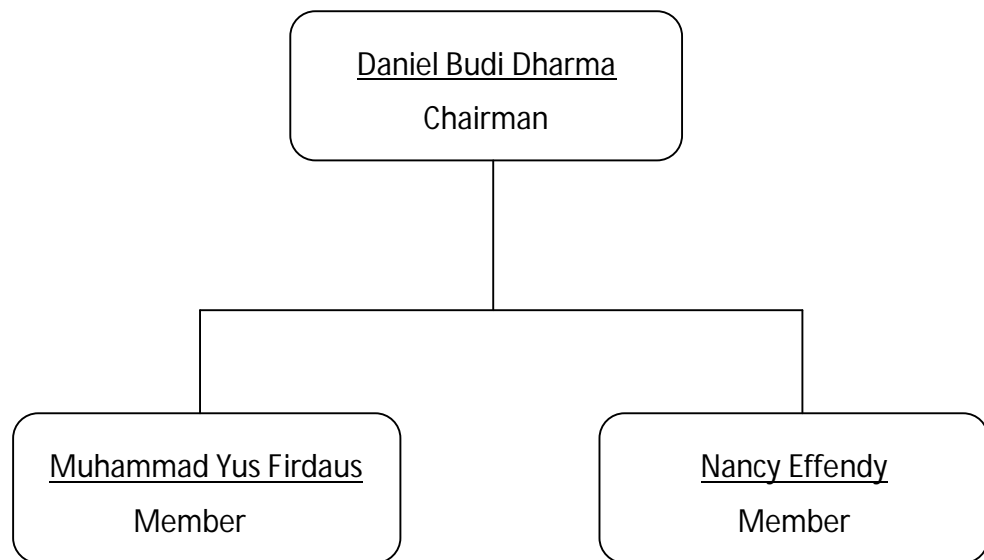 Daniel Budi Dharma
Chairman
Muhammad Yus Firdaus
Member
Nancy Effendy
Member